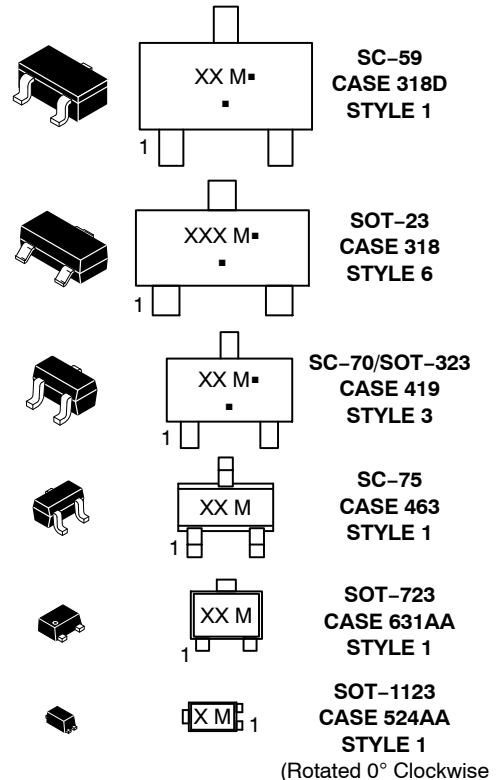 XX M▪
▪
1
SC−59
CASE 318D
STYLE 1
XXX M▪
▪
1
SOT−23
CASE 318
STYLE 6
XX M▪
▪
1
SC−70/SOT−323
CASE 419
STYLE 3
XX M
1
SC−75
CASE 463
STYLE 1
XX M
1
SOT−723
CASE 631AA
STYLE 1
X M
1
SOT−1123
CASE 524AA
STYLE 1
(Rotated 0° Clockwise